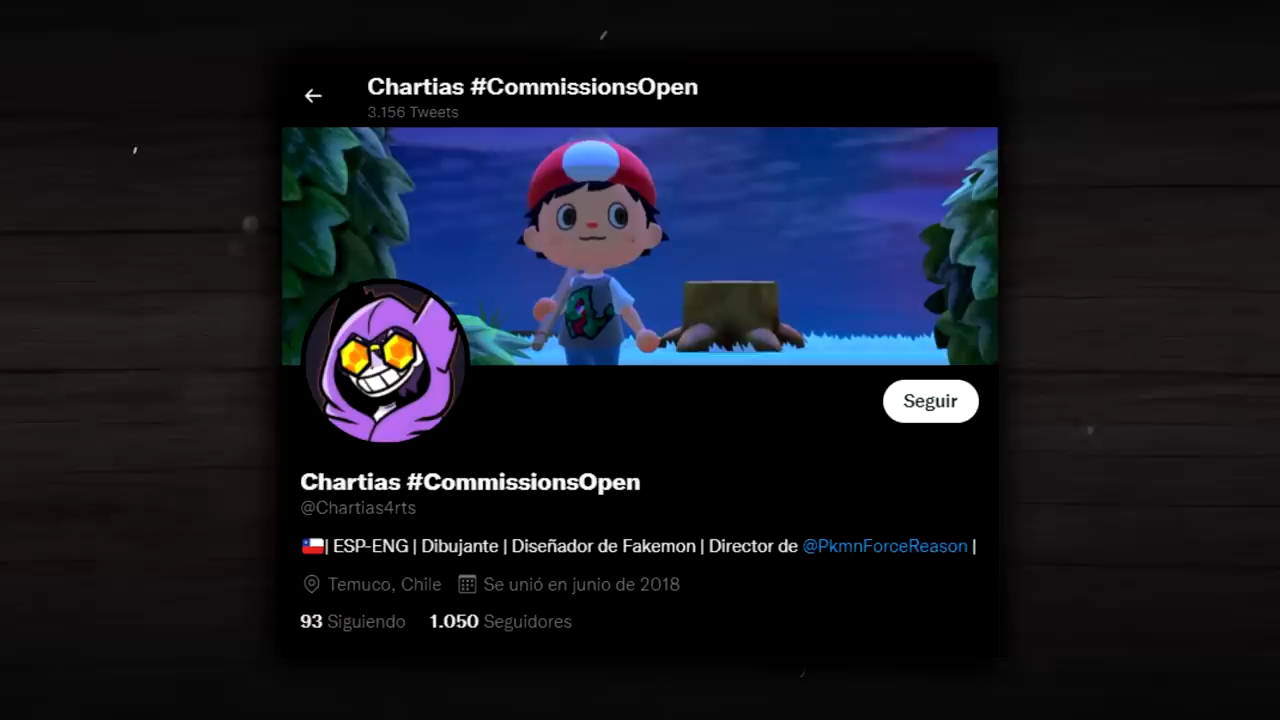 Chartias #CommissionsOpen
3.156 Tweets
Seguir
Chartias #CommissionsOpen
@Chartias4rts
🇨🇱| ESP-ENG | Dibujante | Diseñador de Fakemon | Director de @PkmnForceReason |
Temuco, Chile Se unió en junio de 2018
93 Siguiendo 1.050 Seguidores